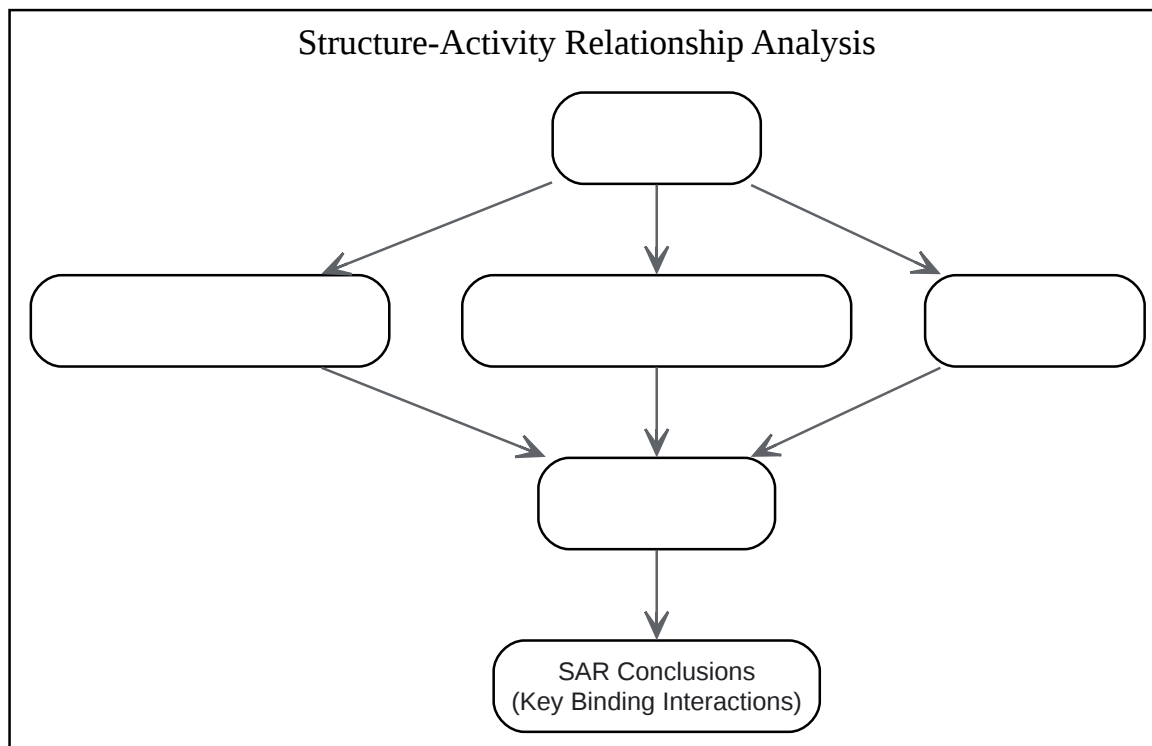 Structure-Activity Relationship Analysis
SAR Conclusions
(Key Binding Interactions)